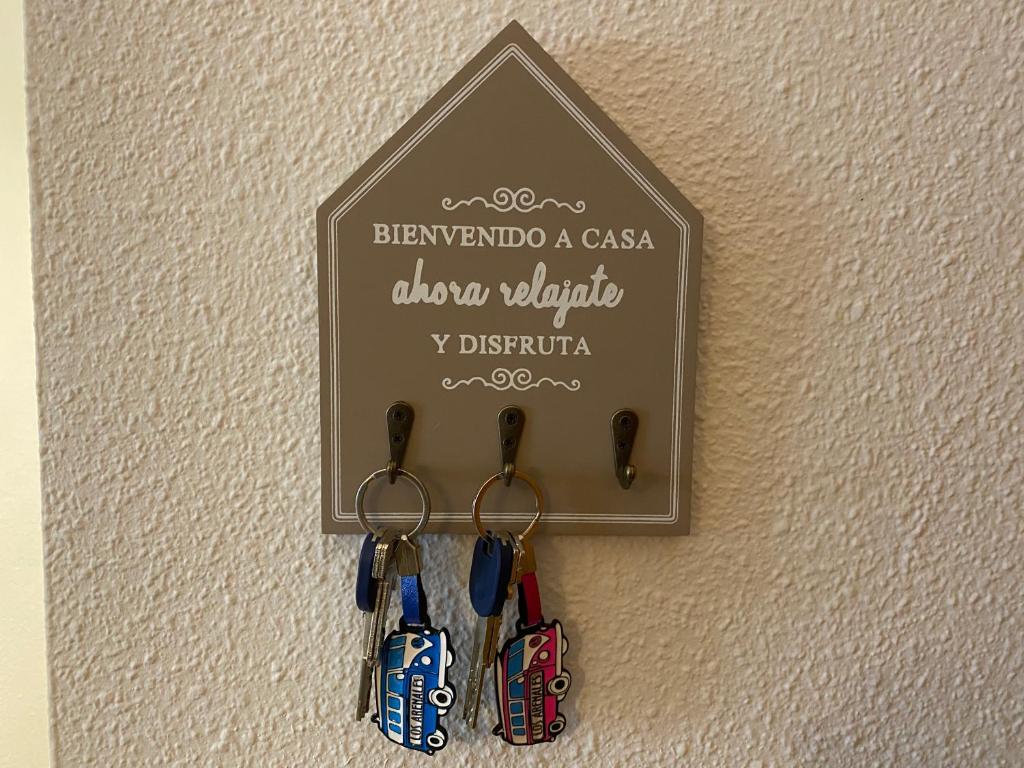 BIENVENIDO A CASA
ahora relajate
Y DISFRUTA
LOS ARENALES
LOS ARENALES